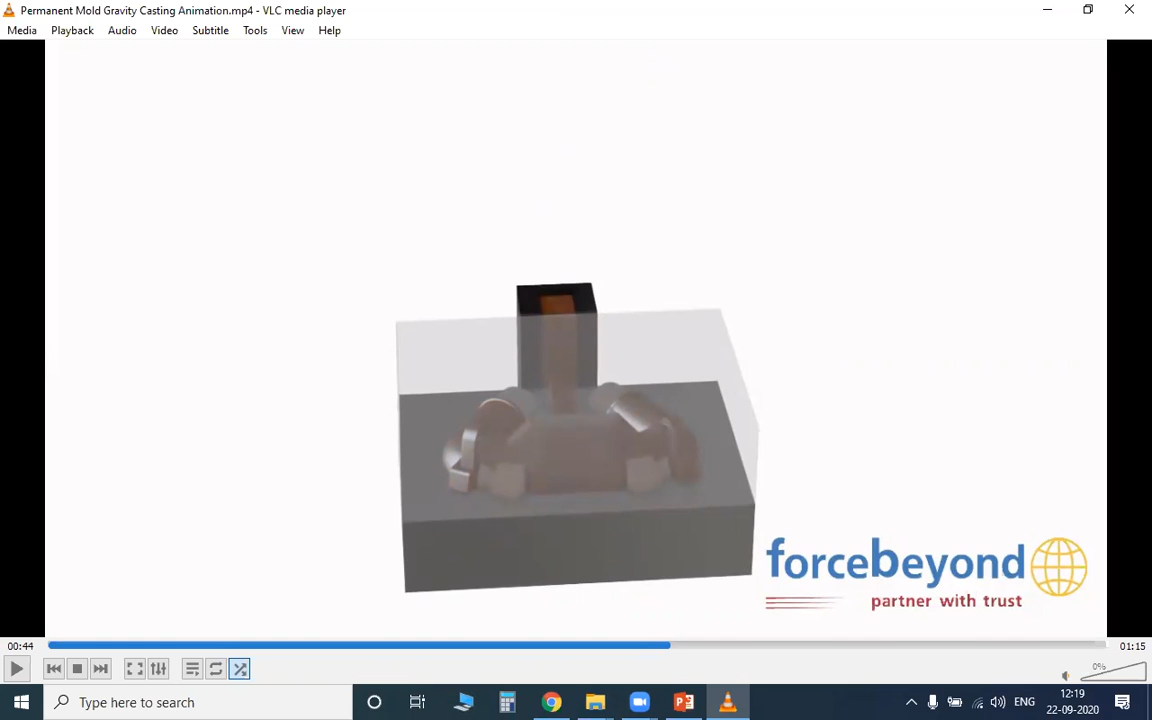 Permanent Mold Gravity Casting Animation.mp4 - VLC media player
Media Playback Audio Video Subtitle Tools View Help
forcebeyond
partner with trust
00:44
01:15
0%
Type here to search
ENG
12:19
22-09-2020